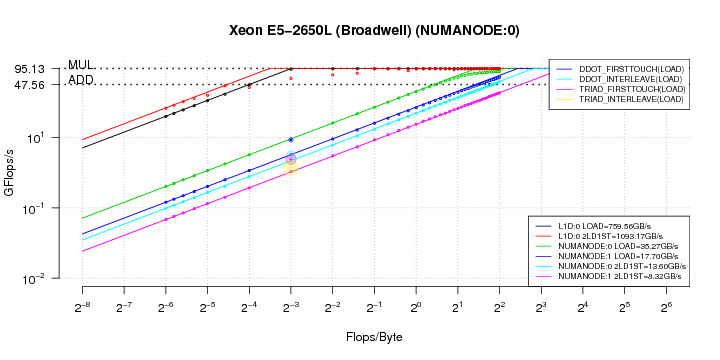 Xeon E5-2650L (Broadwell) (NUMANODE:0)
95.13
MUL
47.56
ADD
10^1
10^-1
10^-2
GFlops/s
DDOT_FIRSTTOUCH(LOAD)
DDOT_INTERLEAVE(LOAD)
TRIAD_FIRSTTOUCH(LOAD)
TRIAD_INTERLEAVE(LOAD)
L1D:0 LOAD=759.56GB/s
L1D:0 2LD1ST=1093.17GB/s
NUMANODE:0 LOAD=35.27GB/s
NUMANODE:1 LOAD=17.70GB/s
NUMANODE:0 2LD1ST=13.60GB/s
NUMANODE:1 2LD1ST=8.32GB/s
2^-8 2^-7 2^-6 2^-5 2^-4 2^-3 2^-2 2^-1 2^0 2^1 2^2 2^3 2^4 2^5 2^6
Flops/Byte